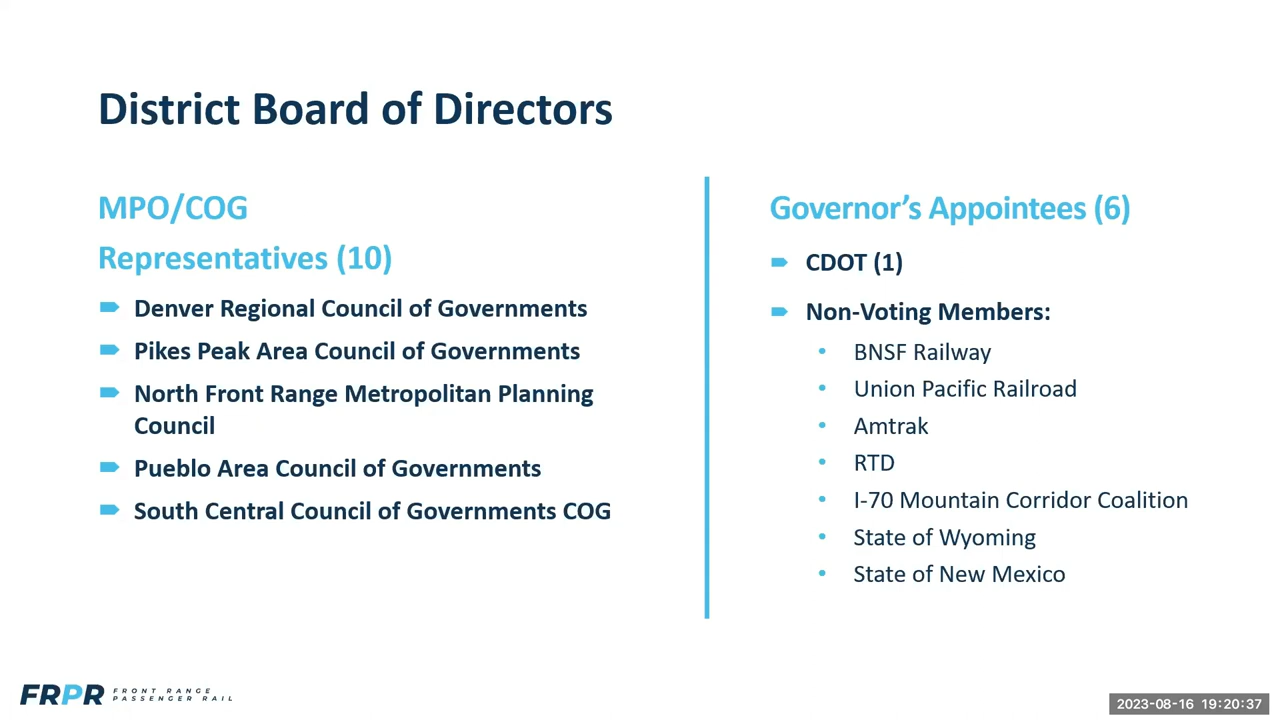 District Board of Directors
MPO/COG
Representatives (10)
Denver Regional Council of Governments
Pikes Peak Area Council of Governments
North Front Range Metropolitan Planning
Council
Pueblo Area Council of Governments
South Central Council of Governments COG
Governor’s Appointees (6)
CDOT (1)
Non-Voting Members:
BNSF Railway
Union Pacific Railroad
Amtrak
RTD
I-70 Mountain Corridor Coalition
State of Wyoming
State of New Mexico
FRPR
FRONT RANGE
PASSENGER RAIL
2023-08-16 19:20:37